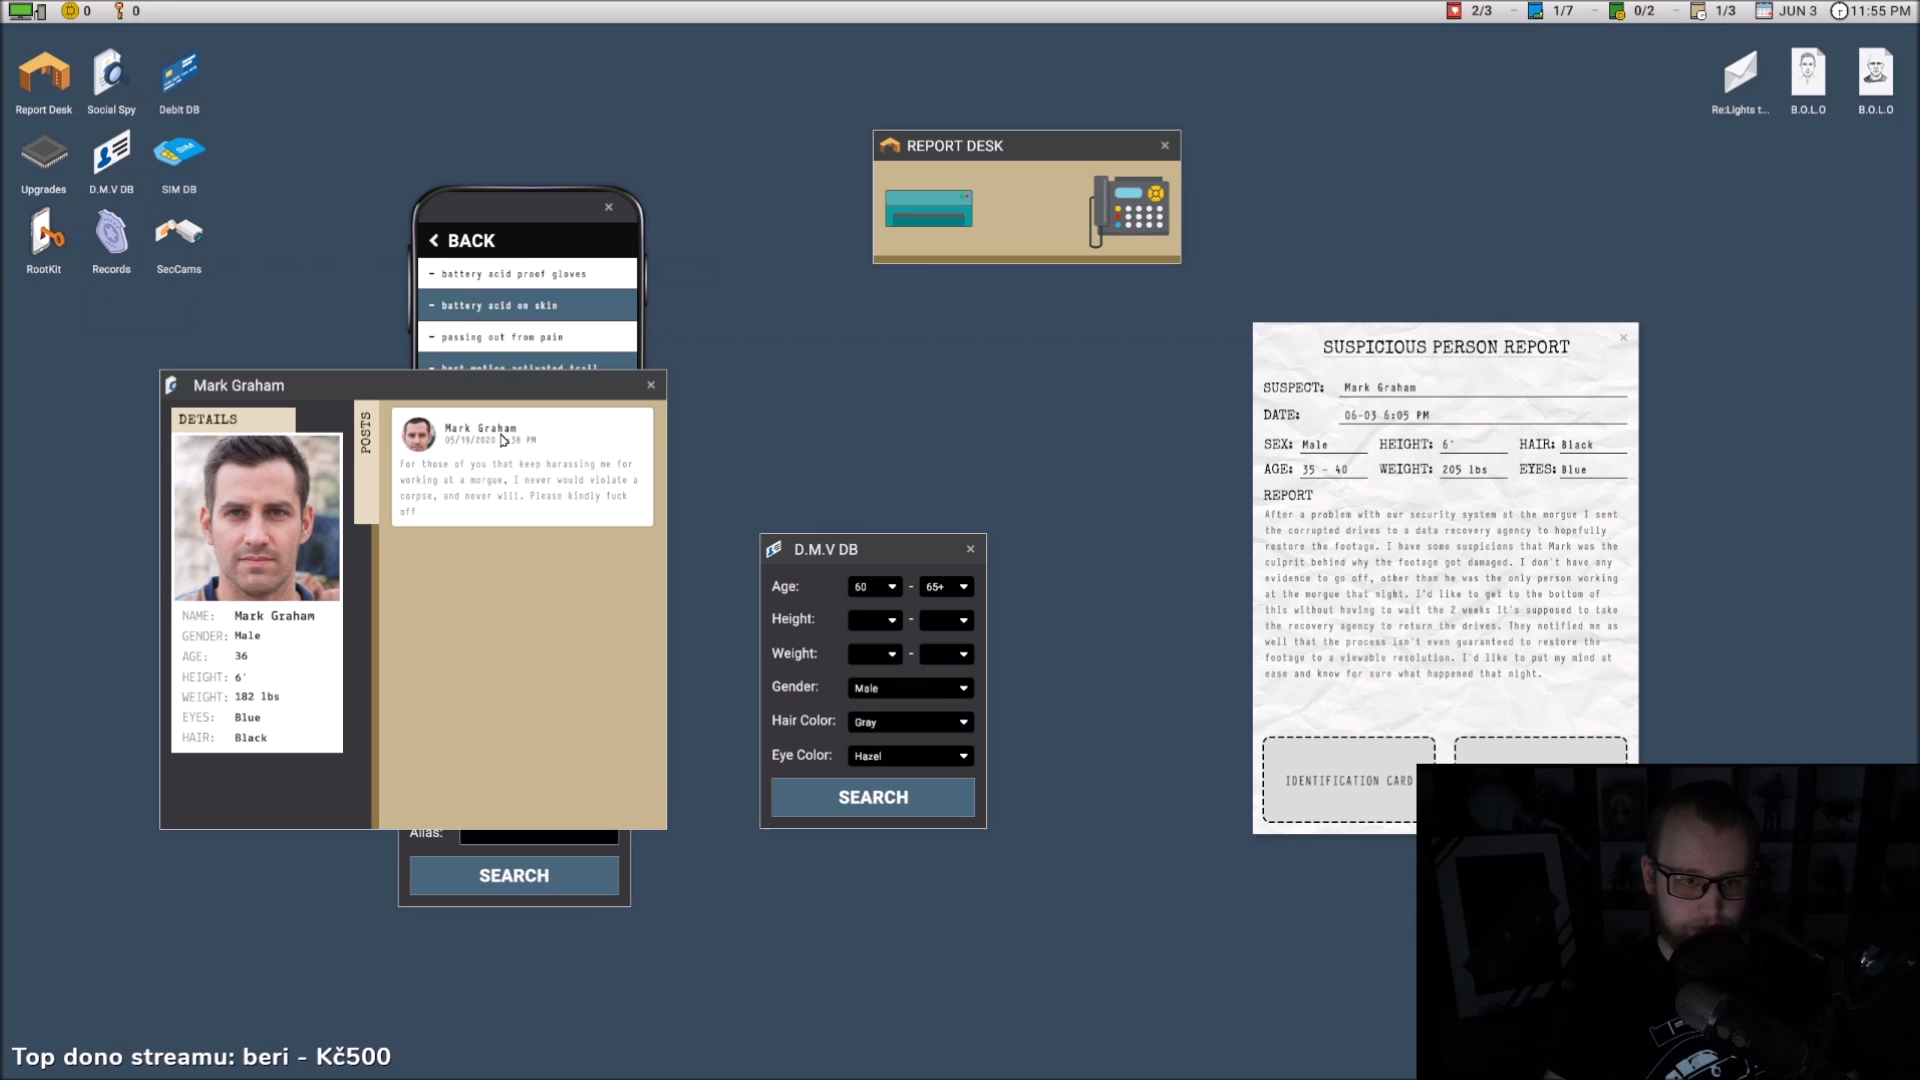 0
0
2/3
1/7
0/2
1/3
JUN 3
11:55 PM
Report Desk
Social Spy
Debit DB
Upgrades
D.M.V DB
SIM DB
RootKit
Records
SecCams
Re:Lights t...
B.O.L.O
B.O.L.O
REPORT DESK
BACK
- battery acid proof gloves
- battery acid on skin
- passing out from pain
Mark Graham
DETAILS
NAME: Mark Graham
GENDER: Male
AGE: 36
HEIGHT: 6'
WEIGHT: 182 lbs
EYES: Blue
HAIR: Black
POSTS
Mark Graham
05/19/2020
38 PM
For those of you that keep harassing me for
working at a morgue, I never would violate a
corpse, and never will. Please kindly fuck
off
Alias:
SEARCH
D.M.V DB
Age: 60 - 65+
Height: -
Weight: -
Gender: Male
Hair Color: Gray
Eye Color: Hazel
SEARCH
SUSPICIOUS PERSON REPORT
SUSPECT: Mark Graham
DATE: 06-03 6:05 PM
SEX: Male HEIGHT: 6' HAIR: Black
AGE: 35 - 40 WEIGHT: 205 lbs EYES: Blue
REPORT
After a problem with our security system at the morgue I sent
the corrupted drives to a data recovery agency to hopefully
restore the footage. I have some suspicions that Mark was the
culprit behind why the footage got damaged. I don't have any
evidence to go off, other than he was the only person working
at the morgue that night. I'd like to get to the bottom of
this without having to wait the 2 weeks it's supposed to take
the recovery agency to return the drives. They notified me as
well that the process isn't even guaranteed to restore the
footage to a viewable resolution. I'd like to put my mind at
ease and know for sure what happened that night.
IDENTIFICATION CARD
Top dono streamu: beri - Kč500